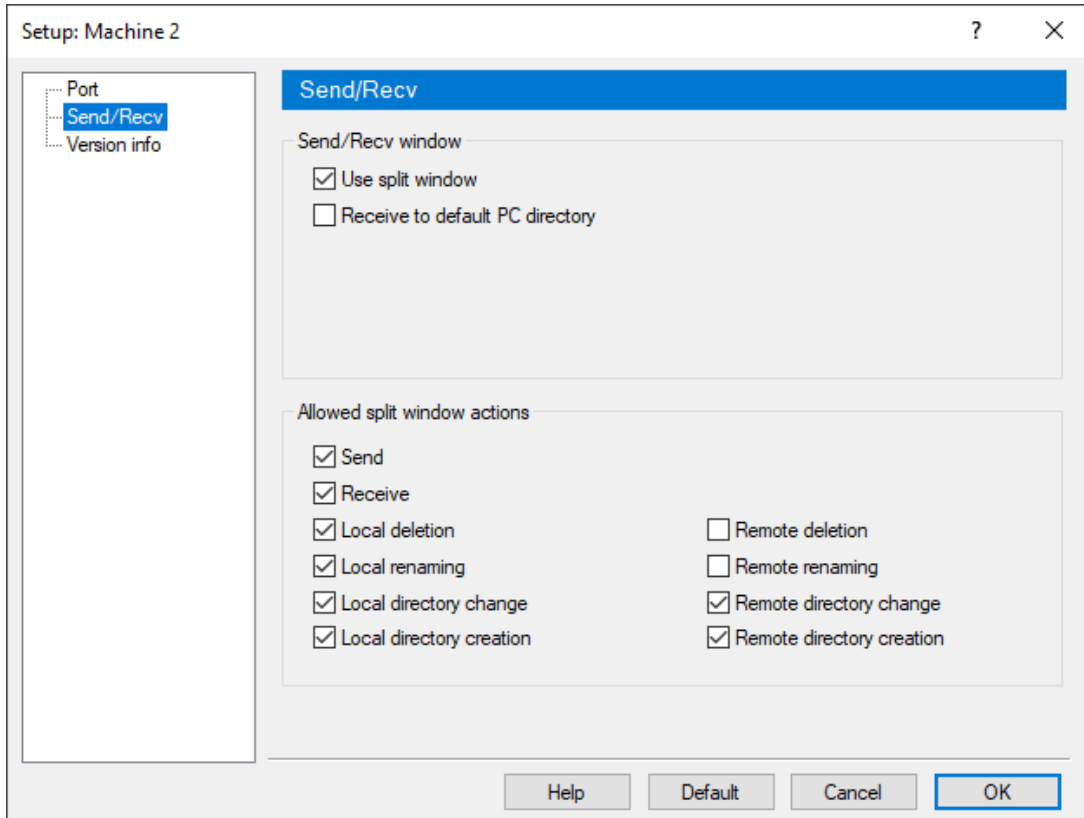 Setup: Machine 2
?
Port
Send/Recv
Version info
Send/Recv
Send/Recv window
Use split window
Receive to default PC directory
Allowed split window actions
Send
Receive
Local deletion
Remote deletion
Local renaming
Remote renaming
Local directory change
Remote directory change
Local directory creation
Remote directory creation
Help
Default
Cancel
OK